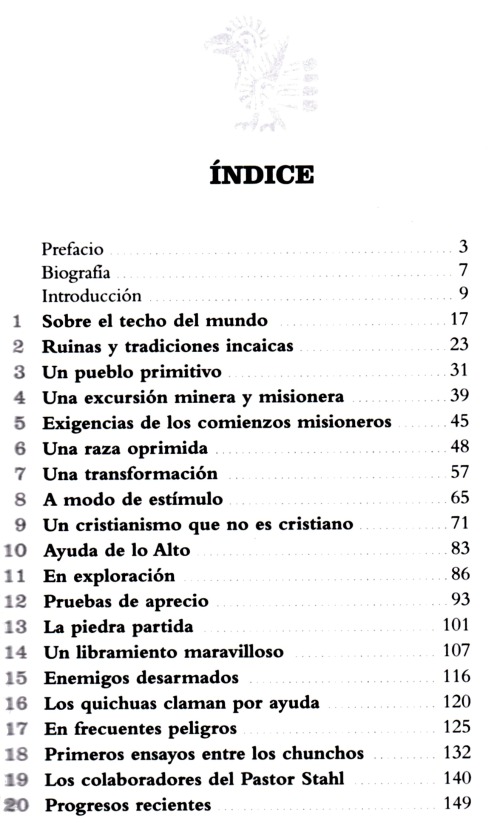 ÍNDICE
Prefacio 3
Biografía 7
Introducción 9
1 Sobre el techo del mundo 17
2 Ruinas y tradiciones incaicas 23
3 Un pueblo primitivo 31
4 Una excursión minera y misionera 39
5 Exigencias de los comienzos misioneros 45
6 Una raza oprimida 48
7 Una transformación 57
8 A modo de estímulo 65
9 Un cristianismo que no es cristiano 71
10 Ayuda de lo Alto 83
11 En exploración 86
12 Pruebas de aprecio 93
13 La piedra partida 101
14 Un libramiento maravilloso 107
15 Enemigos desarmados 116
16 Los quichuas claman por ayuda 120
17 En frecuentes peligros 125
18 Primeros ensayos entre los chunchos 132
19 Los colaboradores del Pastor Stahl 140
20 Progresos recientes 149